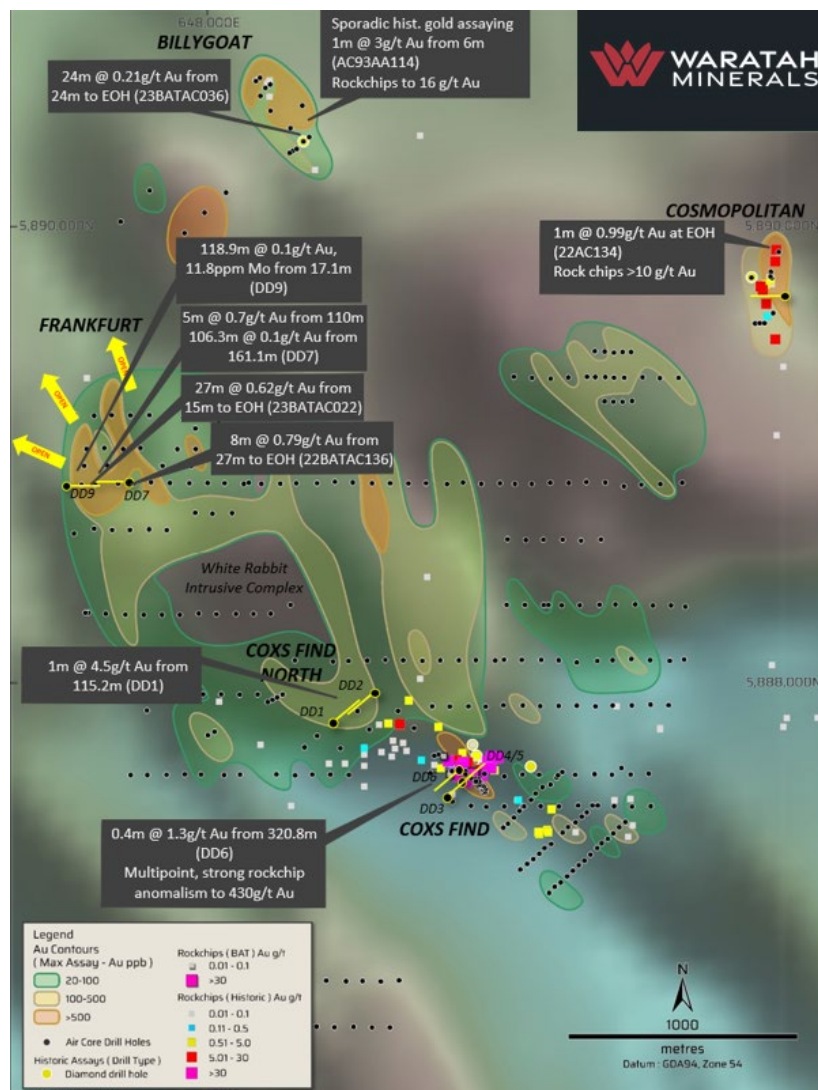 648,000E
BILLYGOAT
Sporadic hist. gold assaying
1m @ 3g/t Au from 6m
(AC93AA114)
Rockchips to 16 g/t Au
WARATAH
MINERALS
24m @ 0.21g/t Au from
24m to EOH (23BATAC036)
5,890,000N
COSMOPOLITAN
5,890,000N
1m @ 0.99g/t Au at EOH
(22AC134)
Rock chips >10 g/t Au
118.9m @ 0.1g/t Au,
11.8ppm Mo from 17.1m
(DD9)
FRANKFURT
5m @ 0.7g/t Au from 110m
106.3m @ 0.1g/t Au from
161.1m (DD7)
OPEN
OPEN
OPEN
27m @ 0.62g/t Au from
15m to EOH (23BATAC022)
8m @ 0.79g/t Au from
27m to EOH (22BATAC136)
DD9
DD7
White Rabbit
Intrusive Complex
COXS FIND
NORTH
1m @ 4.5g/t Au from
115.2m (DD1)
DD2
DD1
5,888,000N
DD4/5
DD6
DD3
COXS FIND
0.4m @ 1.3g/t Au from 320.8m
(DD6)
Multipoint, strong rockchip
anomalism to 430g/t Au
Legend
Au Contours
( Max Assay - Au ppb )
20-100
100-500
>500
Air Core Drill Holes
Historic Assays ( Drill Type )
Diamond drill hole
Rockchips ( BAT ) Au g/t
0.01 - 0.1
>30
Rockchips ( Historic ) Au g/t
0.01 - 0.1
0.11 - 0.5
0.51 - 5.0
5.01 - 30
>30
N
1000
metres
Datum : GDA94, Zone 54